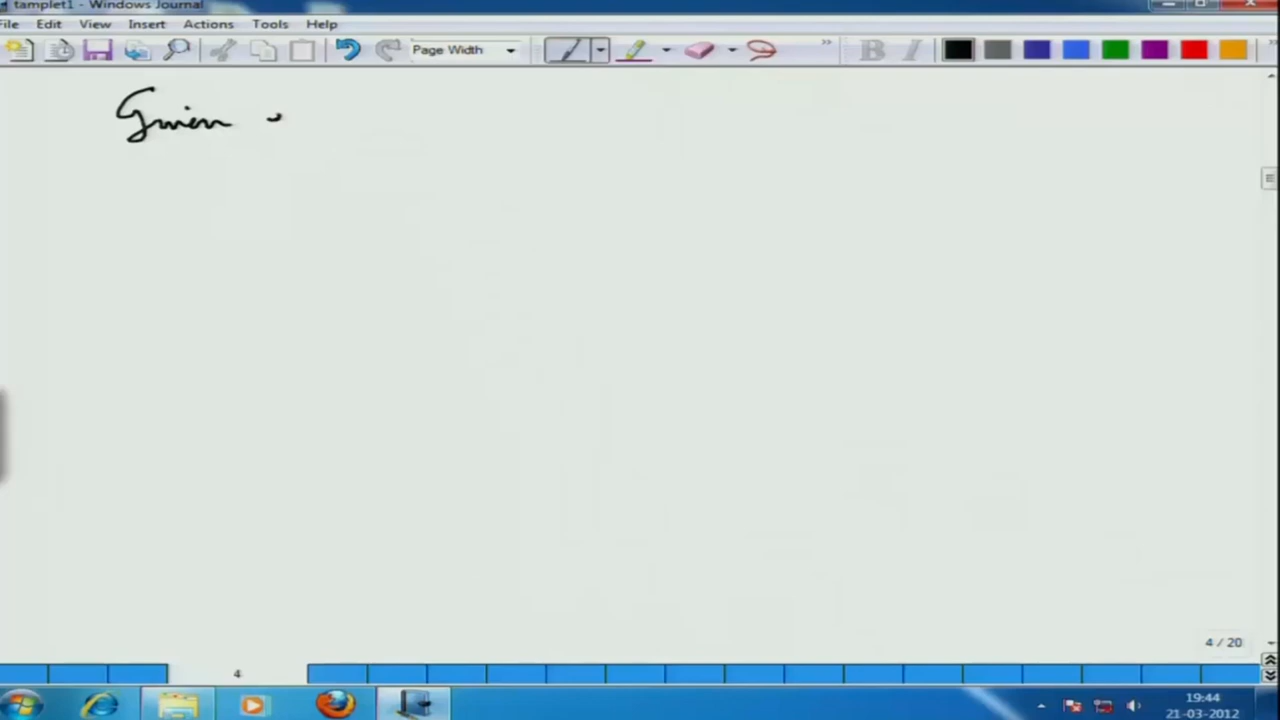 tamplet1 - Windows Journal
File Edit View Insert Actions Tools Help
Page Width
B I
Given
4 / 20
4
19:44
21-03-2012